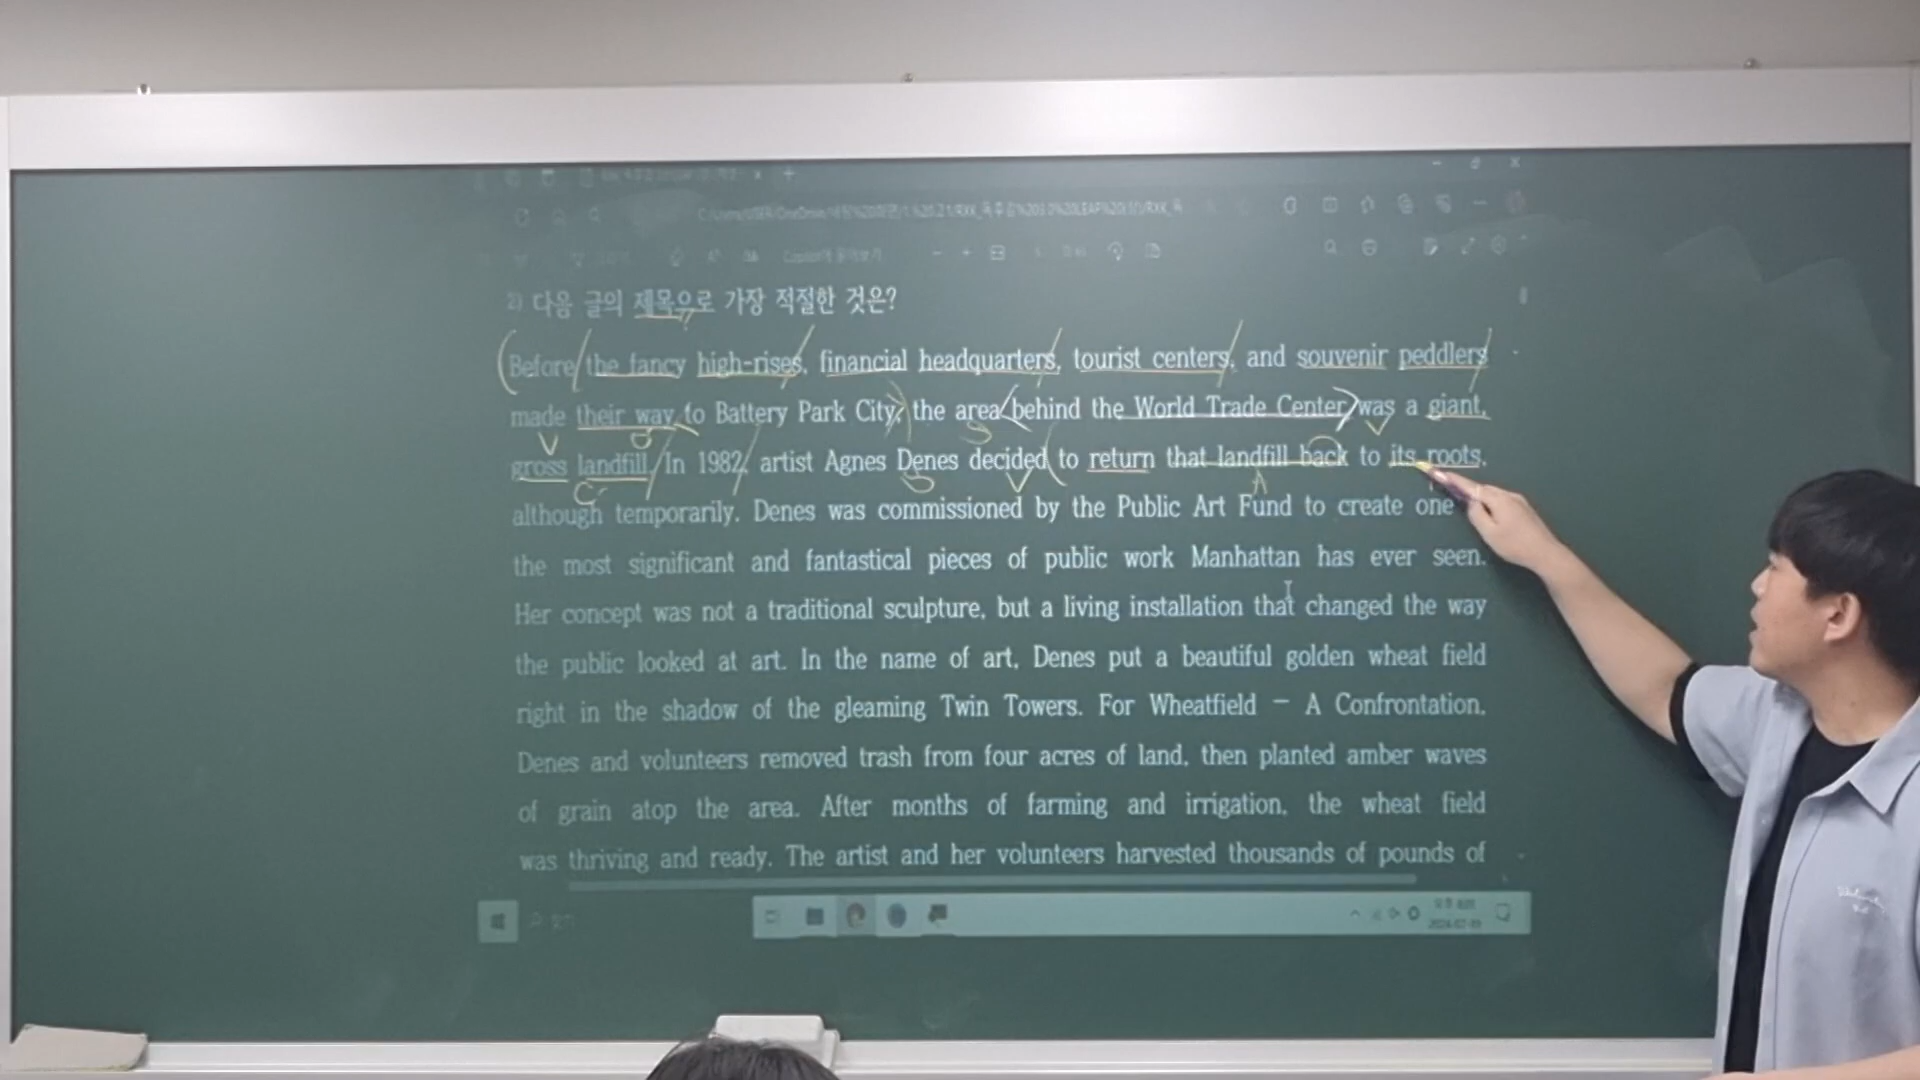 2) 다음 글의 제목으로 가장 적절한 것은?
Before the fancy high-rises, financial headquarters, tourist centers, and souvenir peddlers
made their way to Battery Park City, the area behind the World Trade Center was a giant,
V O S V
gross landfill. In 1982, artist Agnes Denes decided to return that landfill back to its roots,
C S V A
although temporarily. Denes was commissioned by the Public Art Fund to create one
the most significant and fantastical pieces of public work Manhattan has ever seen.
Her concept was not a traditional sculpture, but a living installation that changed the way
the public looked at art. In the name of art, Denes put a beautiful golden wheat field
right in the shadow of the gleaming Twin Towers. For Wheatfield − A Confrontation,
Denes and volunteers removed trash from four acres of land, then planted amber waves
of grain atop the area. After months of farming and irrigation, the wheat field
was thriving and ready. The artist and her volunteers harvested thousands of pounds of